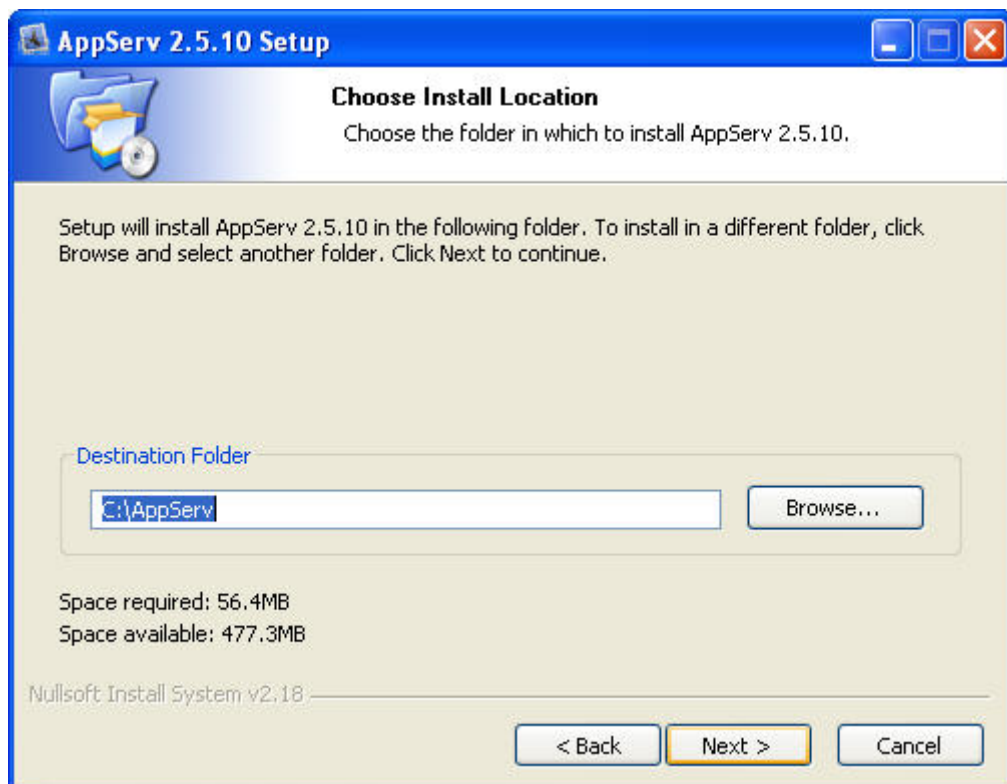 AppServ 2.5.10 Setup
Choose Install Location
Choose the folder in which to install AppServ 2.5.10.
Setup will install AppServ 2.5.10 in the following folder. To install in a different folder, click
Browse and select another folder. Click Next to continue.
Destination Folder
C:\AppServ
Browse...
Space required: 56.4MB
Space available: 477.3MB
Nullsoft Install System v2.18
< Back
Next >
Cancel